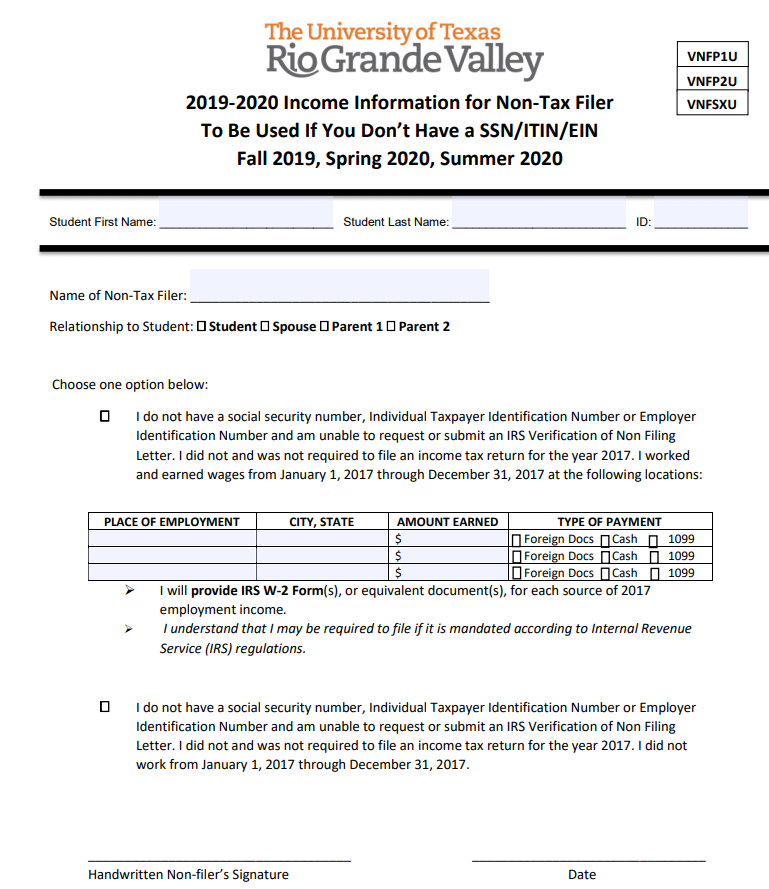 The University of Texas
Rio Grande Valley
VNFP1U
VNFP2U
VNFSXU
2019-2020 Income Information for Non-Tax Filer
To Be Used If You Don't Have a SSN/ITIN/EIN
Fall 2019, Spring 2020, Summer 2020
Student First Name: Student Last Name: ID:
Name of Non-Tax Filer:
Relationship to Student: Student Spouse Parent 1 Parent 2
Choose one option below:
I do not have a social security number, Individual Taxpayer Identification Number or Employer
Identification Number and am unable to request or submit an IRS Verification of Non Filing
Letter. I did not and was not required to file an income tax return for the year 2017. I worked
and earned wages from January 1, 2017 through December 31, 2017 at the following locations:
PLACE OF EMPLOYMENT CITY, STATE AMOUNT EARNED TYPE OF PAYMENT
$ Foreign Docs Cash 1099
$ Foreign Docs Cash 1099
$ Foreign Docs Cash 1099
I will provide IRS W-2 Form(s), or equivalent document(s), for each source of 2017
employment income.
I understand that I may be required to file if it is mandated according to Internal Revenue
Service (IRS) regulations.
I do not have a social security number, Individual Taxpayer Identification Number or Employer
Identification Number and am unable to request or submit an IRS Verification of Non Filing
Letter. I did not and was not required to file an income tax return for the year 2017. I did not
work from January 1, 2017 through December 31, 2017.
Handwritten Non-filer's Signature Date